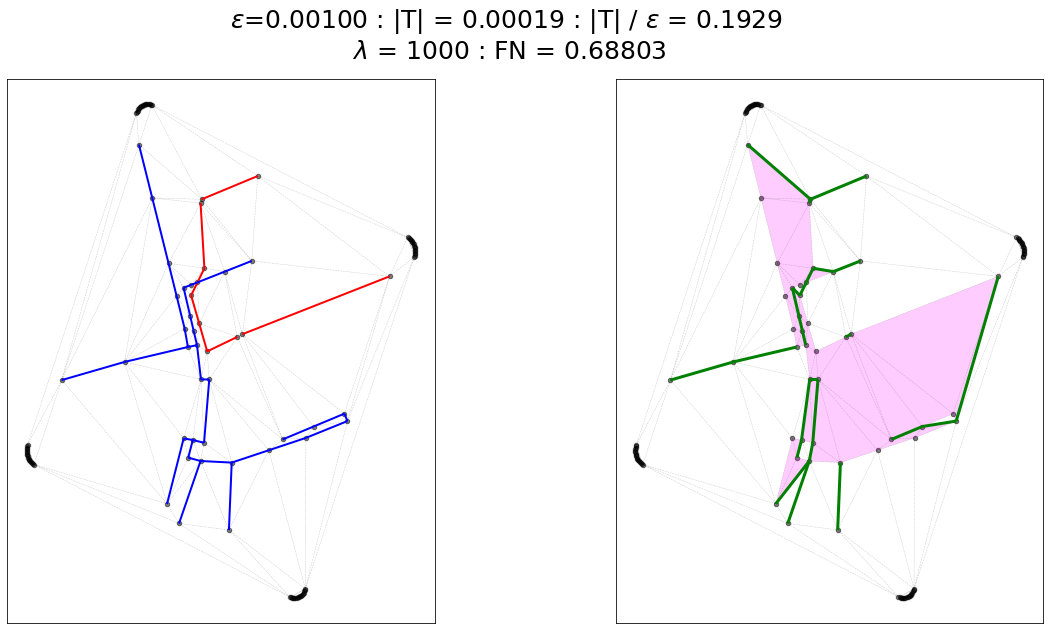 ε=0.00100 : |T| = 0.00019 : |T| / ε = 0.1929
λ = 1000 : FN = 0.68803